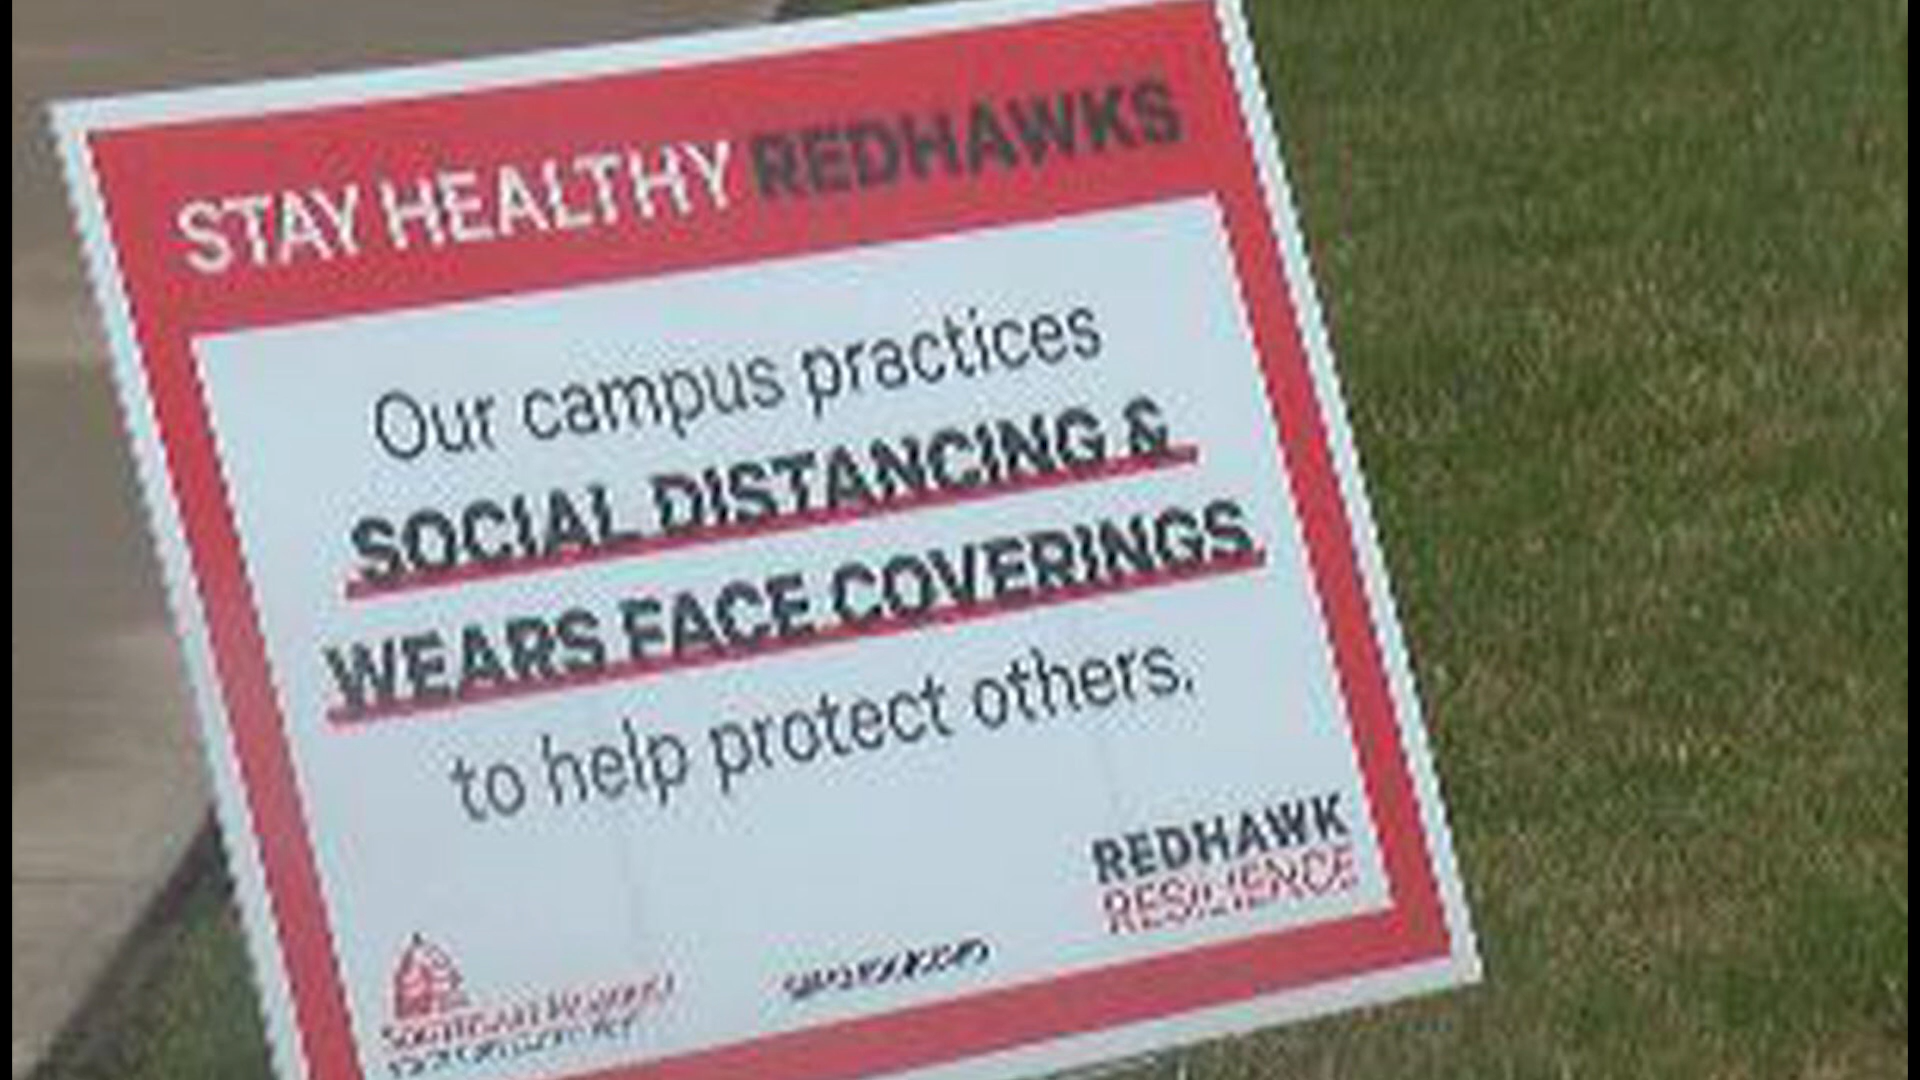 STAY HEALTHY REDHAWKS
Our campus practices
SOCIAL DISTANCING &
WEARS FACE COVERINGS
to help protect others.
REDHAWK
RESILIENCE